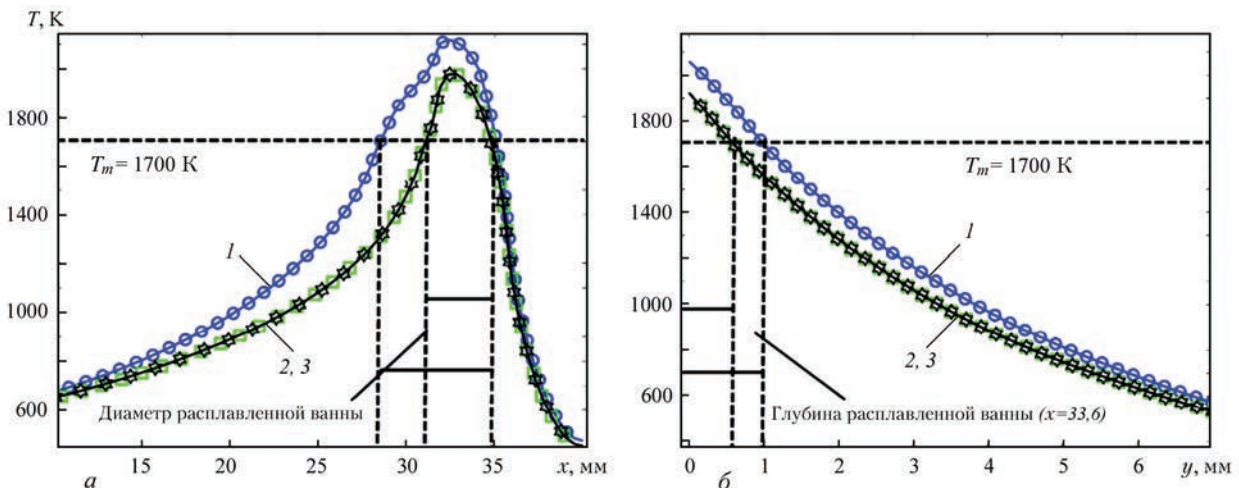 T, K
1800
1400
1000
600
T_m = 1700 К
1
2, 3
Диаметр расплавленной ванны
15 20 25 30 35 x, мм
а
1800
1400
1000
600
T_m = 1700 К
1
2, 3
Глубина расплавленной ванны (x=33,6)
0 1 2 3 4 5 6 y, мм
б